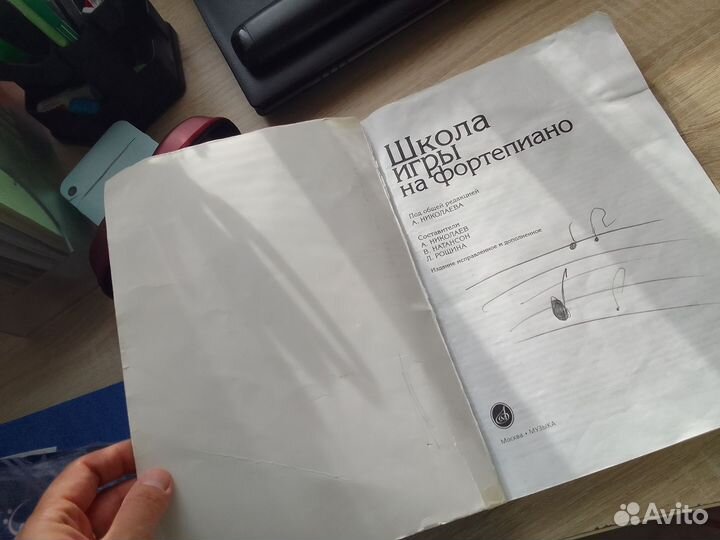 Школа
игры
на фортепиано
Под общей редакцией
А. НИКОЛАЕВА
Составители
А. НИКОЛАЕВ
В. НАТАНСОН
Л. РОЩИНА
Издание исправленное и дополненное
Москва • МУЗЫКА
Avito